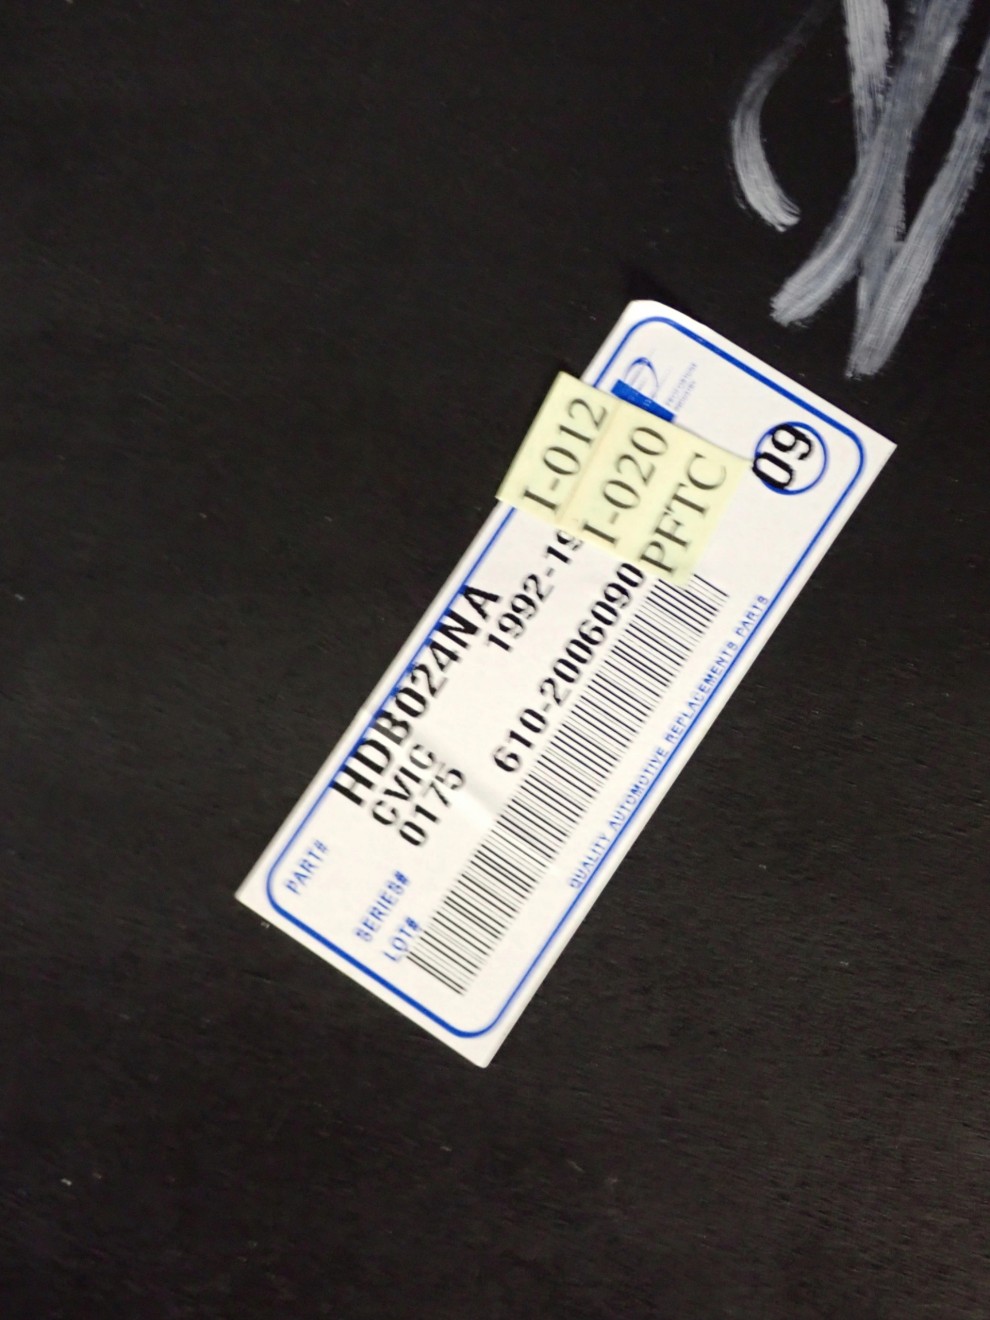 09
I-012
I-020
PFTC
PART# HDB024NA
CVIC 1992-19
SERIES# 0175
LOT# 610-2006090
QUALITY AUTOMOTIVE REPLACEMENTS PARTS